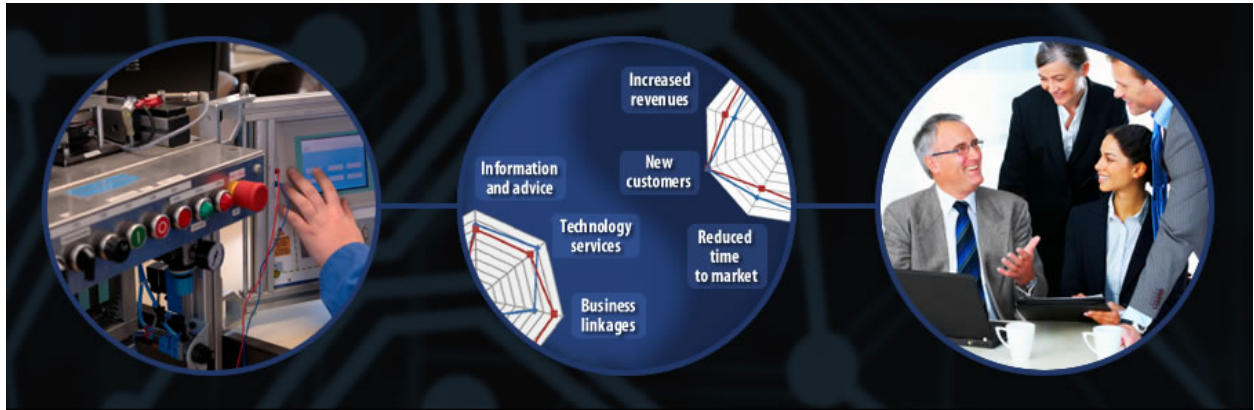 Increased
revenues
New
customers
Reduced
time
to market
Information
and advice
Technology
services
Business
linkages